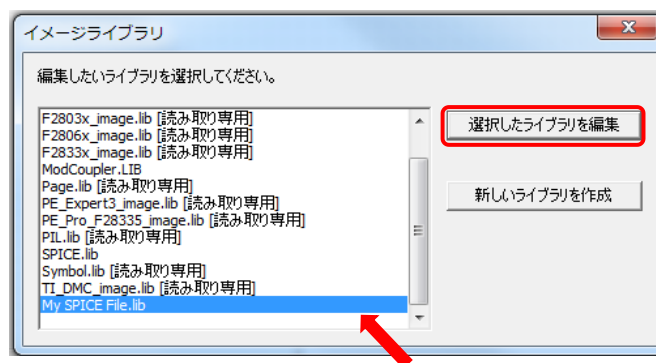 イメージライブラリ
編集したいライブラリを選択してください。
F2803x_image.lib [読み取り専用]
F2806x_image.lib [読み取り専用]
F2833x_image.lib [読み取り専用]
ModCoupler.LIB
Page.lib [読み取り専用]
PE_Expert3_image.lib [読み取り専用]
PE_Pro_F28335_image.lib [読み取り専用]
PIL.lib [読み取り専用]
SPICE.lib
Symbol.lib [読み取り専用]
TI_DMC_image.lib [読み取り専用]
My SPICE File.lib
選択したライブラリを編集
新しいライブラリを作成